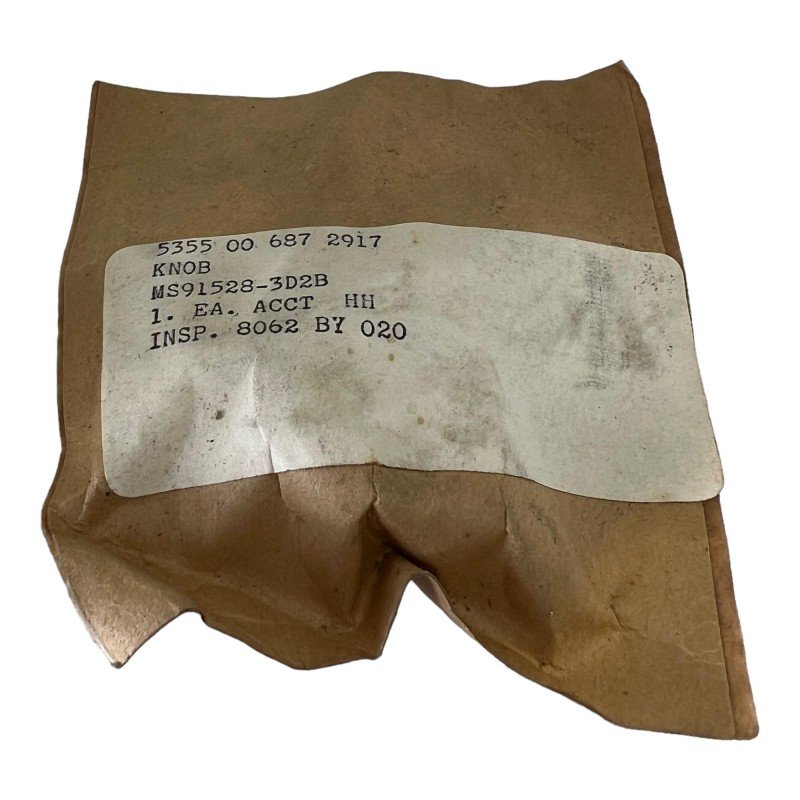 5355 00 687 2917
KNOB
MS91528-3D2B
1. EA. ACCT HH
INSP. 8062 BY 020